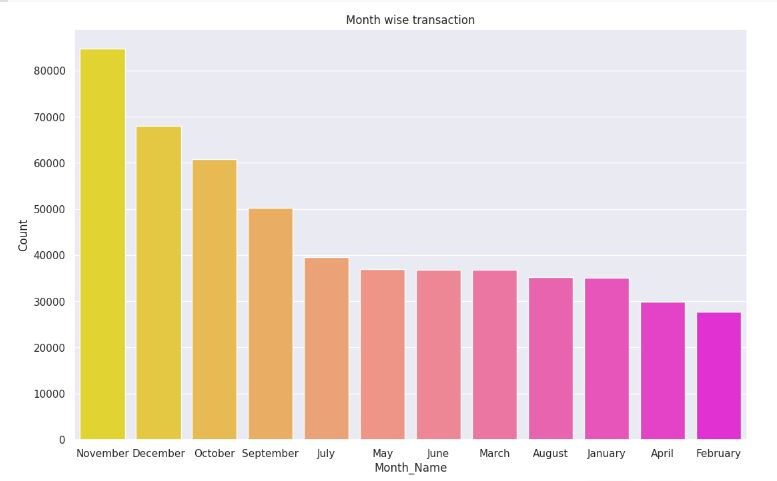 Month wise transaction
80000
70000
60000
50000
40000
30000
20000
10000
0
Count
November December October September July May June March August January April February
Month_Name